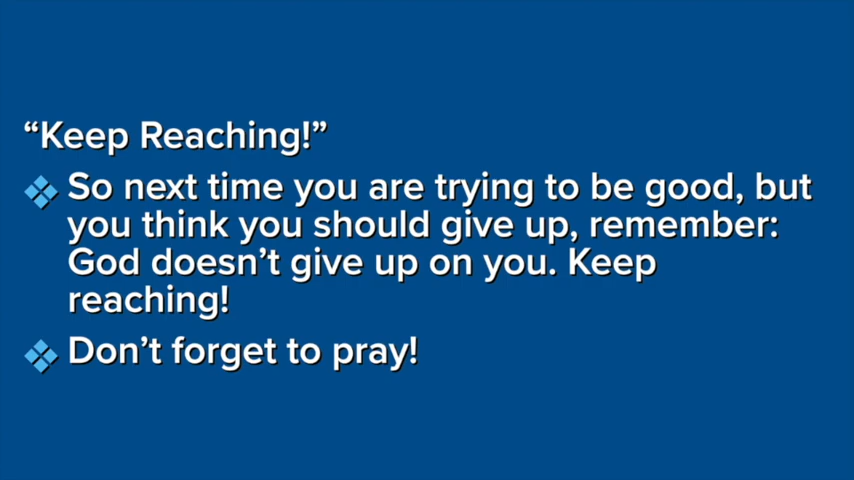 “Keep Reaching!”
So next time you are trying to be good, but
you think you should give up, remember:
God doesn’t give up on you. Keep
reaching!
Don’t forget to pray!